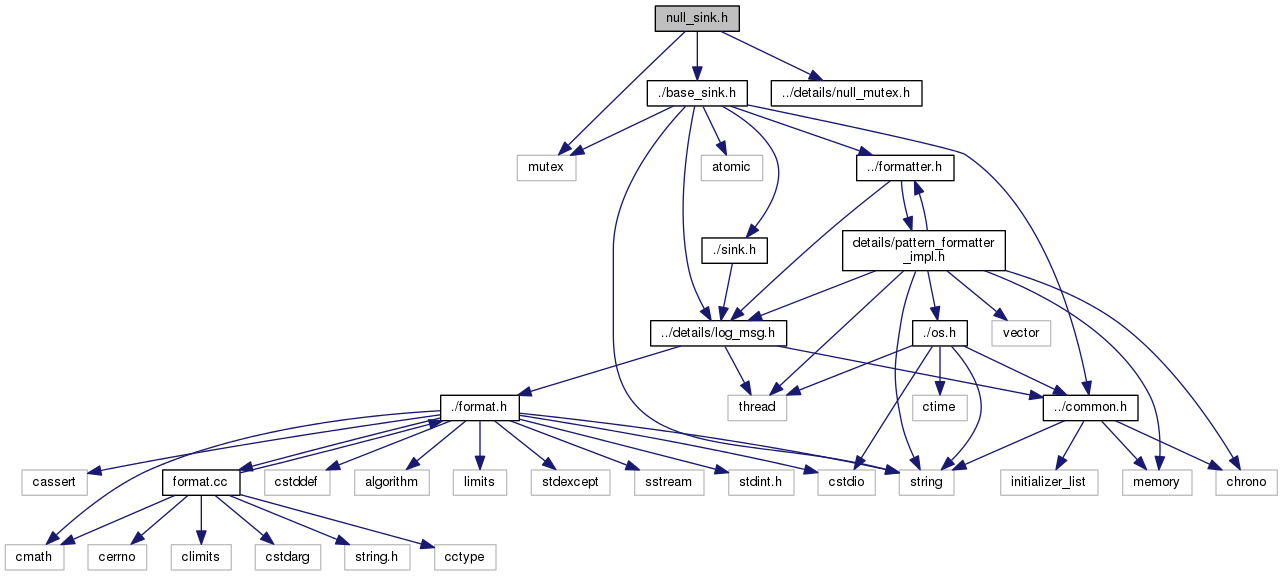 null_sink.h
./base_sink.h
../details/null_mutex.h
mutex
atomic
../formatter.h
./sink.h
details/pattern_formatter
_impl.h
../details/log_msg.h
./os.h
vector
./format.h
thread
ctime
../common.h
cassert
format.cc
cstddef
algorithm
limits
stdexcept
sstream
stdint.h
cstdio
string
initializer_list
memory
chrono
cmath
cerrno
climits
cstdarg
string.h
cctype